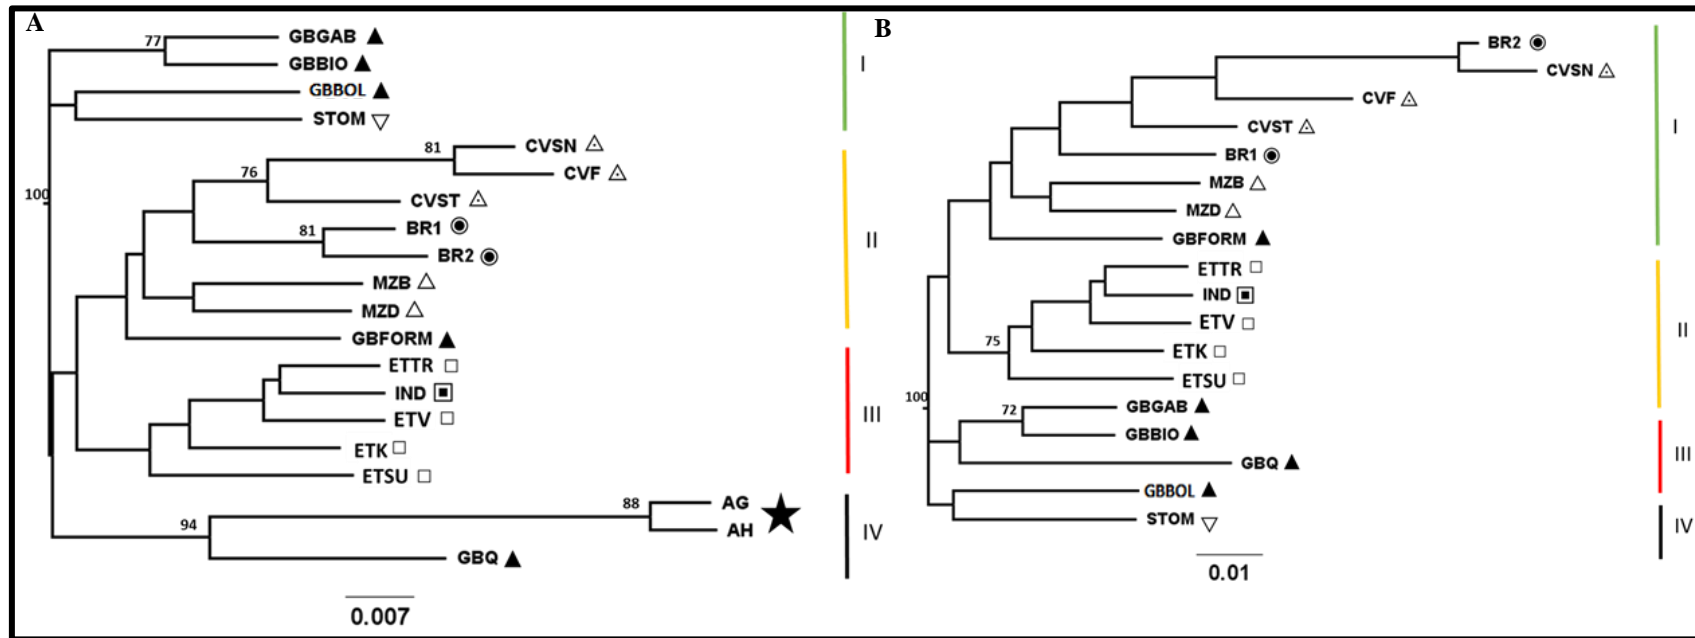 A
77
GBGAB
GBBIO
GBBOL
STOM
I
81
CVSN
CVF
76
CVST
100
81
BR1
BR2
II
MZB
MZD
GBFORM
ETTR
IND
ETV
III
ETK
ETSU
88
AG
AH
94
IV
GBQ
0.007
B
BR2
CVSN
CVF
CVST
I
BR1
MZB
MZD
GBFORM
ETTR
IND
ETV
II
75
ETK
ETSU
100
72
GBGAB
GBBIO
III
GBQ
GBBOL
STOM
IV
0.01